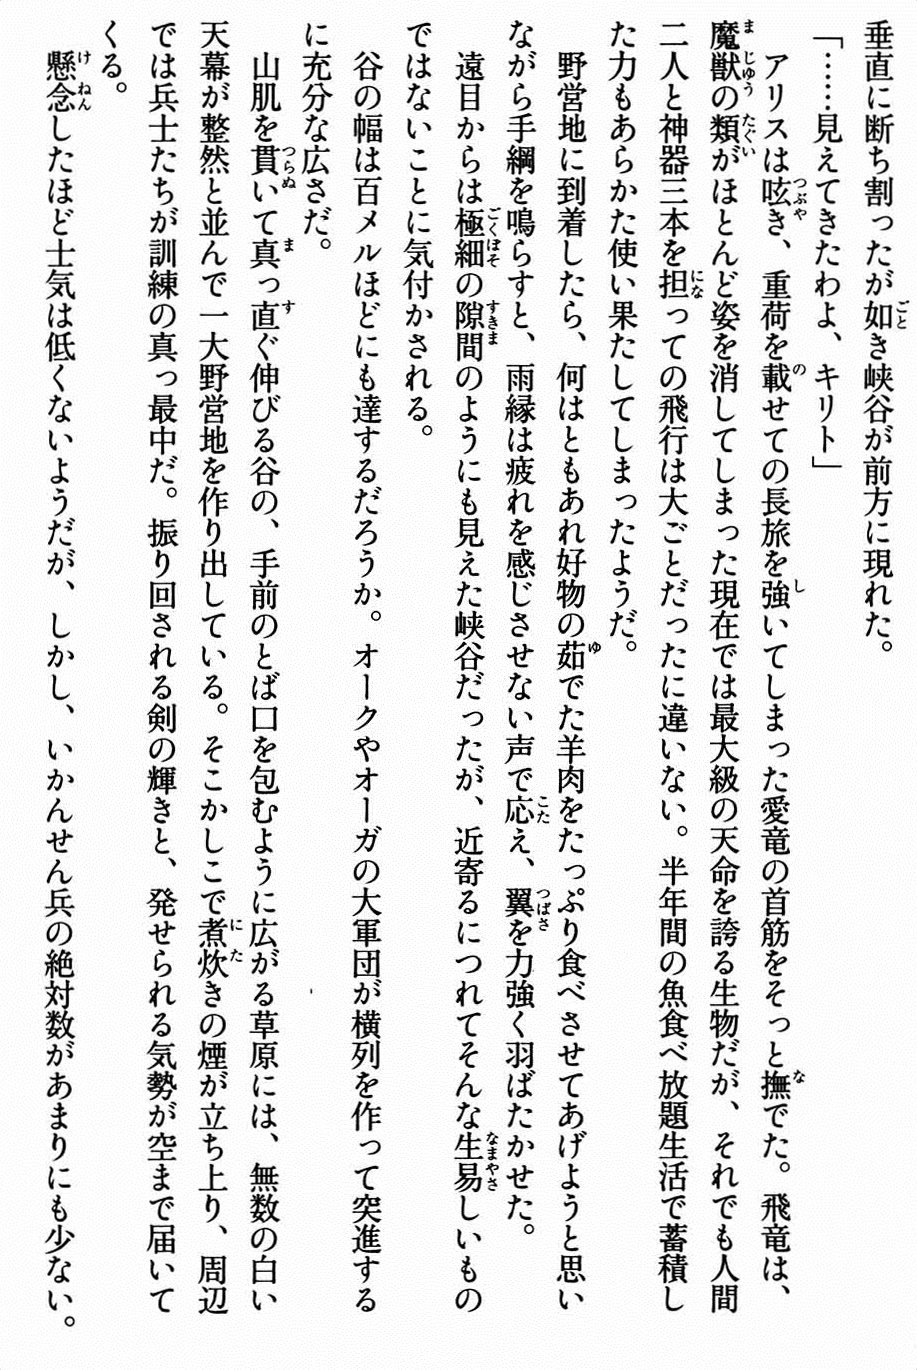 垂直に断ち割ったが如き峡谷が前方に現れた。
「……見えてきたわよ、キリト」
アリスは呟き、重荷を載せての長旅を強いてしまった愛竜の首筋をそっと撫でた。飛竜は、
魔獣の類がほとんど姿を消してしまった現在では最大級の天命を誇る生物だが、それでも人間
二人と神器三本を担っての飛行は大ごとだったに違いない。半年間の魚食べ放題生活で蓄積し
た力もあらかた使い果たしてしまったようだ。
野営地に到着したら、何はともあれ好物の茹でた羊肉をたっぷり食べさせてあげようと思い
ながら手綱を鳴らすと、雨縁は疲れを感じさせない声で応え、翼を力強く羽ばたかせた。
遠目からは極細の隙間のようにも見えた峡谷だったが、近寄るにつれてそんな生易しいもの
ではないことに気付かされる。
谷の幅は百メルほどにも達するだろうか。オークやオーガの大軍団が横列を作って突進する
に充分な広さだ。
山肌を貫いて真っ直ぐ伸びる谷の、手前のとば口を包むように広がる草原には、無数の白い
天幕が整然と並んで一大野営地を作り出している。そこかしこで煮炊きの煙が立ち上り、周辺
では兵士たちが訓練の真っ最中だ。振り回される剣の輝きと、発せられる気勢が空まで届いて
くる。
懸念したほど士気は低くないようだが、しかし、いかんせん兵の絶対数があまりにも少ない。